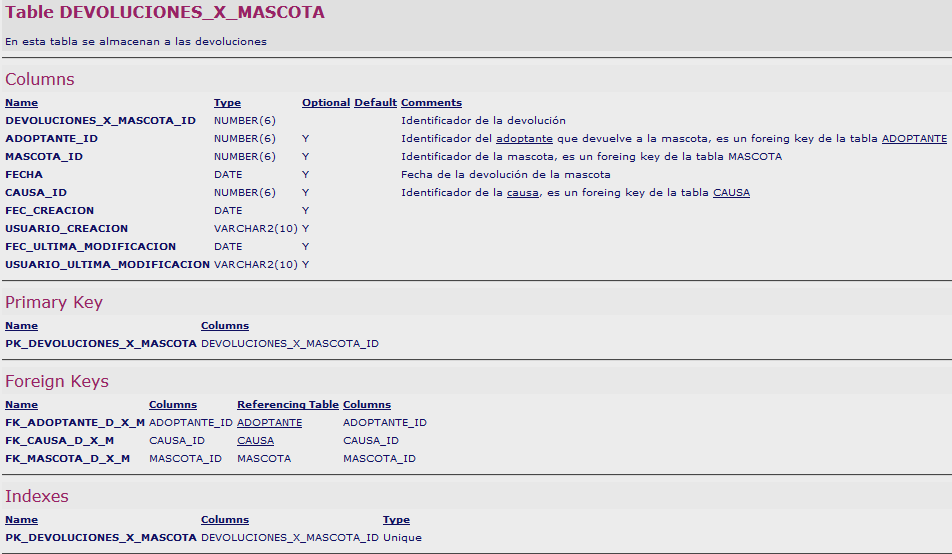 Table DEVOLUCIONES_X_MASCOTA
En esta tabla se almacenan a las devoluciones
Columns
Name Type Optional Default Comments
DEVOLUCIONES_X_MASCOTA_ID NUMBER(6) Identificador de la devolución
ADOPTANTE_ID NUMBER(6) Y Identificador del adoptante que devuelve a la mascota, es un foreing key de la tabla ADOPTANTE
MASCOTA_ID NUMBER(6) Y Identificador de la mascota, es un foreing key de la tabla MASCOTA
FECHA DATE Y Fecha de la devolución de la mascota
CAUSA_ID NUMBER(6) Y Identificador de la causa, es un foreing key de la tabla CAUSA
FEC_CREACION DATE Y
USUARIO_CREACION VARCHAR2(10) Y
FEC_ULTIMA_MODIFICACION DATE Y
USUARIO_ULTIMA_MODIFICACION VARCHAR2(10) Y
Primary Key
Name Columns
PK_DEVOLUCIONES_X_MASCOTA DEVOLUCIONES_X_MASCOTA_ID
Foreign Keys
Name Columns Referencing Table Columns
FK_ADOPTANTE_D_X_M ADOPTANTE_ID ADOPTANTE ADOPTANTE_ID
FK_CAUSA_D_X_M CAUSA_ID CAUSA CAUSA_ID
FK_MASCOTA_D_X_M MASCOTA_ID MASCOTA MASCOTA_ID
Indexes
Name Columns Type
PK_DEVOLUCIONES_X_MASCOTA DEVOLUCIONES_X_MASCOTA_ID Unique